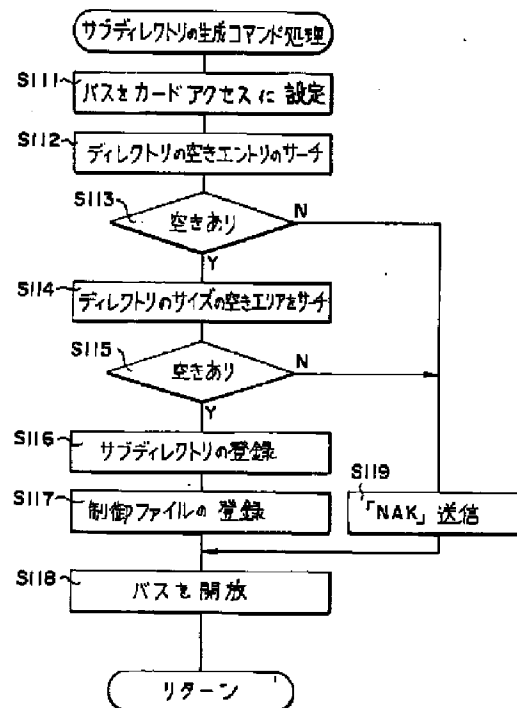 サブディレクトリの生成コマンド処理
S111
バスをカードアクセスに設定
S112
ディレクトリの空きエントリのサーチ
S113
空きあり
N
Y
S114
ディレクトリのサイズの空きエリアをサーチ
S115
空きあり
N
Y
S116
サブディレクトリの登録
S117
制御ファイルの登録
S119
「NAK」送信
S118
バスを開放
リターン